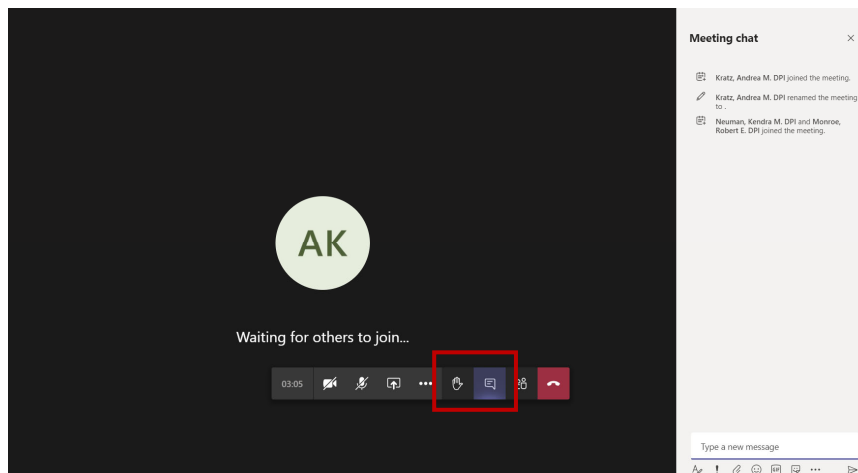 Meeting chat
Kratz, Andrea M. DPI joined the meeting.
Kratz, Andrea M. DPI renamed the meeting
to .
Neuman, Kendra M. DPI and Monroe,
Robert E. DPI joined the meeting.
AK
Waiting for others to join...
03:05
Type a new message
GIF